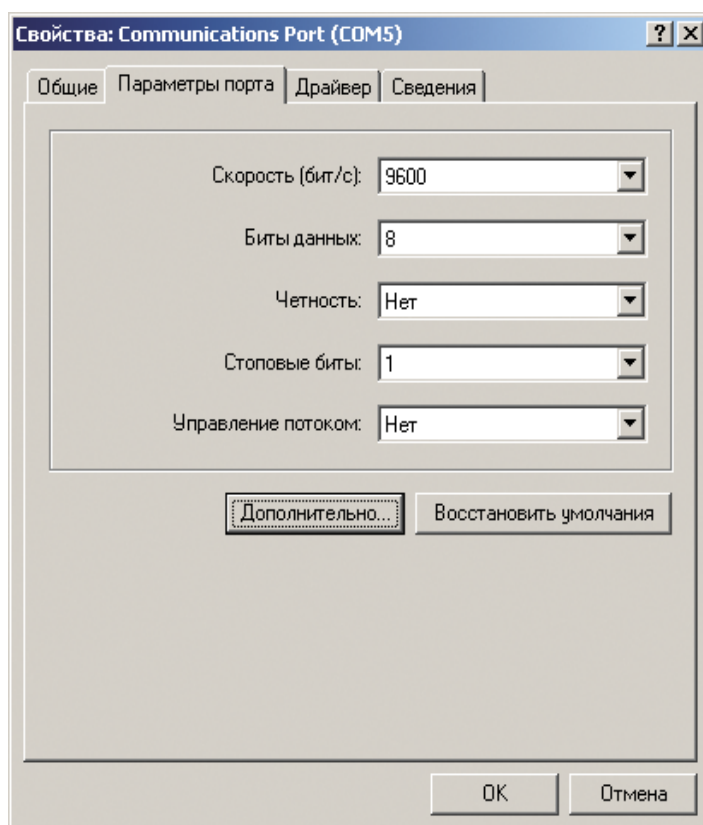 Свойства: Communications Port (COM5)
Общие Параметры порта Драйвер Сведения
Скорость (бит/с): 9600
Биты данных: 8
Четность: Нет
Стоповые биты: 1
Управление потоком: Нет
Дополнительно... Восстановить умолчания
OK Отмена